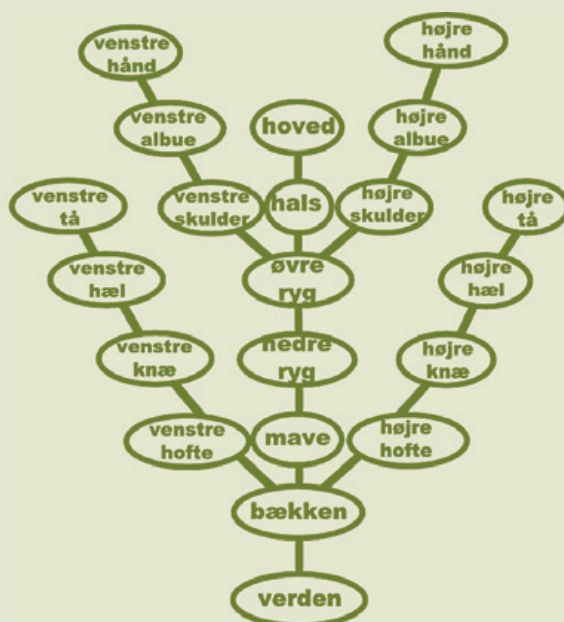 venstre
hånd
højre
hånd
venstre
albue
hoved
højre
albue
venstre
tå
venstre
skulder
hals
højre
skulder
højre
tå
venstre
hæl
øvre
ryg
højre
hæl
venstre
knæ
nedre
ryg
højre
knæ
venstre
hofte
mave
højre
hofte
bækken
verden